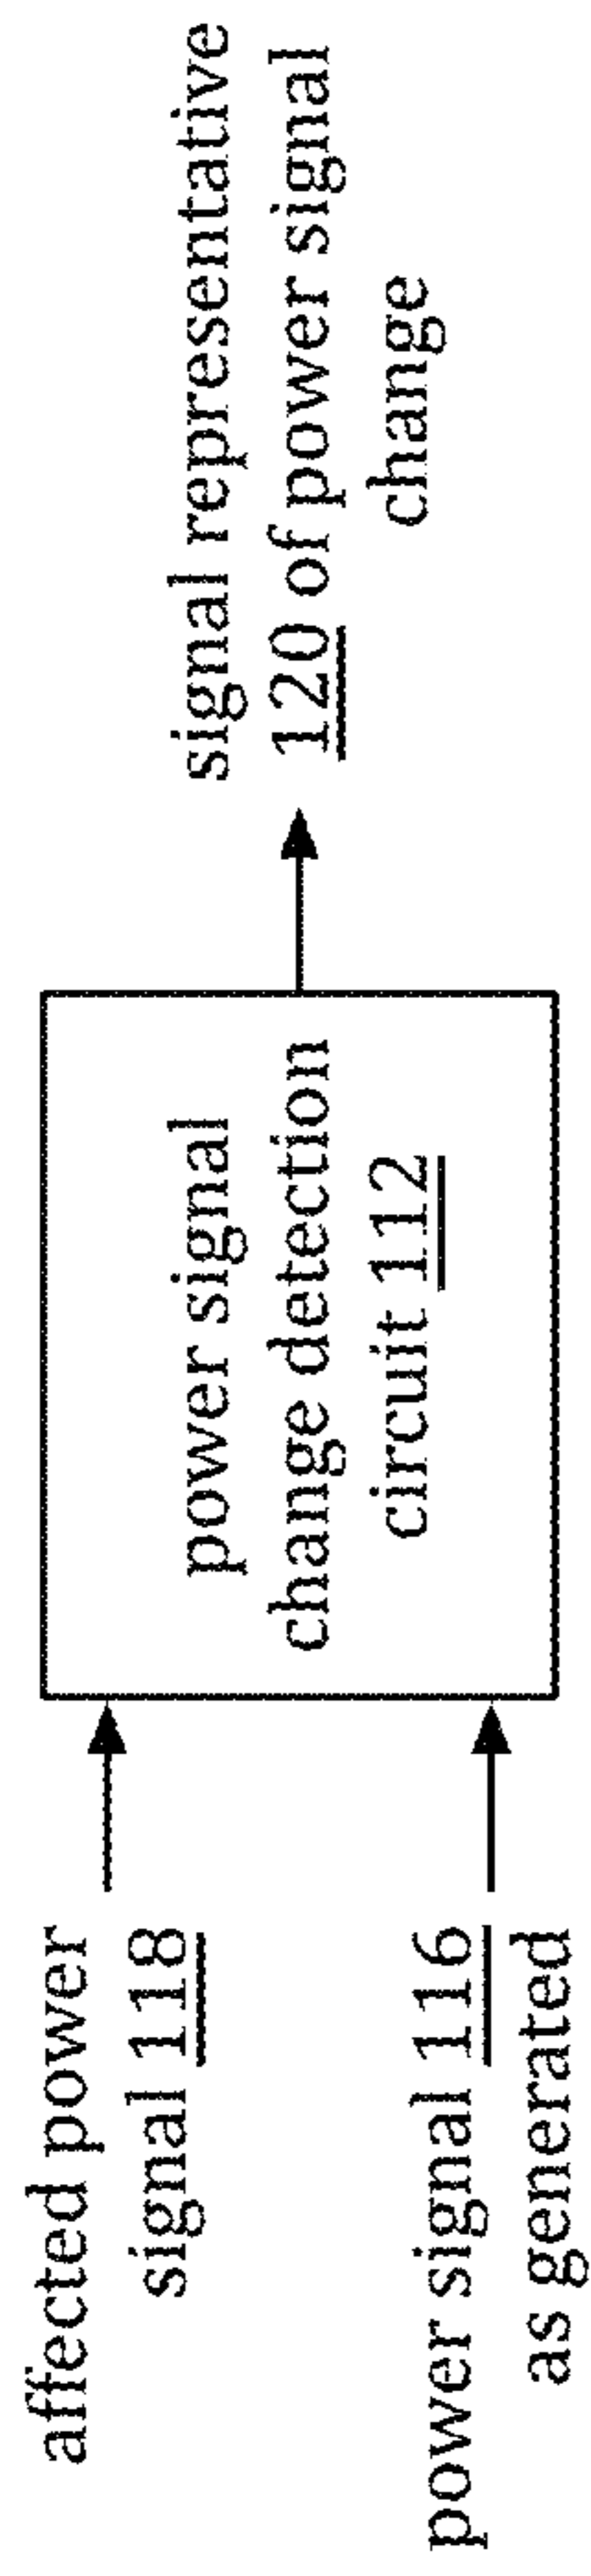 affected power
signal 118
power signal 116
as generated
power signal
change detection
circuit 112
signal representative
120 of power signal
change